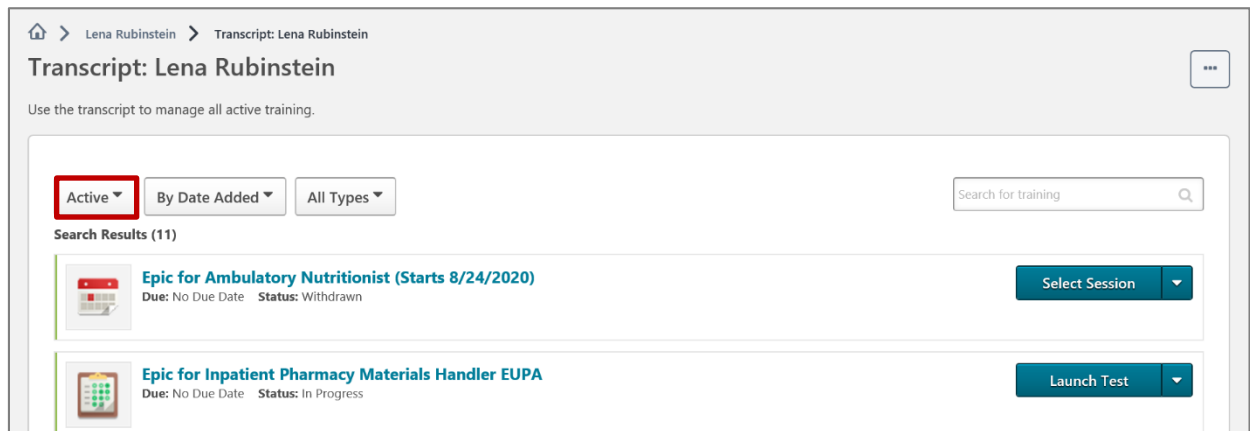 Lena Rubinstein Transcript: Lena Rubinstein
Transcript: Lena Rubinstein
Use the transcript to manage all active training.
Active By Date Added All Types Search for training
Search Results (11)
Epic for Ambulatory Nutritionist (Starts 8/24/2020)
Due: No Due Date Status: Withdrawn
Select Session
Epic for Inpatient Pharmacy Materials Handler EUPA
Due: No Due Date Status: In Progress
Launch Test